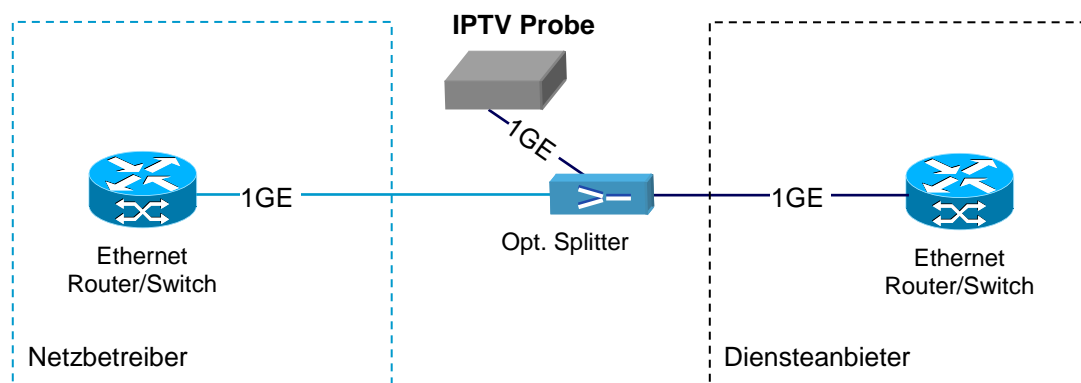 IPTV Probe
1GE
1GE
1GE
Opt. Splitter
Ethernet
Router/Switch
Ethernet
Router/Switch
Netzbetreiber
Diensteanbieter